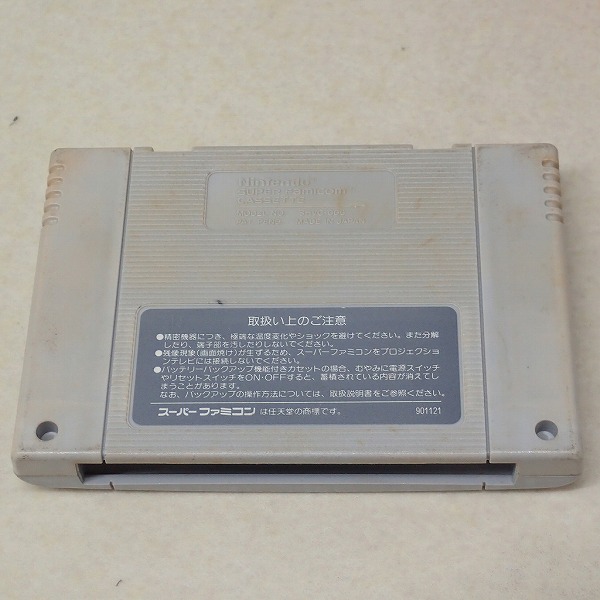 Nintendo
SUPER Famicom
CASSETTE
MADE IN JAPAN
取扱い上のご注意
●精密機器につき、極端な温度変化やショックを避けてください。また分解
したり、端子部を汚したりしないでください。
●残像現象(画面焼け)が生ずるため、スーパーファミコンをプロジェクショ
ンテレビには接続しないでください。
●バッテリーバックアップ機能付きカセットの場合、むやみに電源スイッチ
やリセットスイッチをON・OFFすると、蓄積されている内容が消えてし
まうことがあります。
なお、バックアップの操作方法については、取扱説明書をご参照ください。
スーパーファミコン は任天堂の商標です。 901121